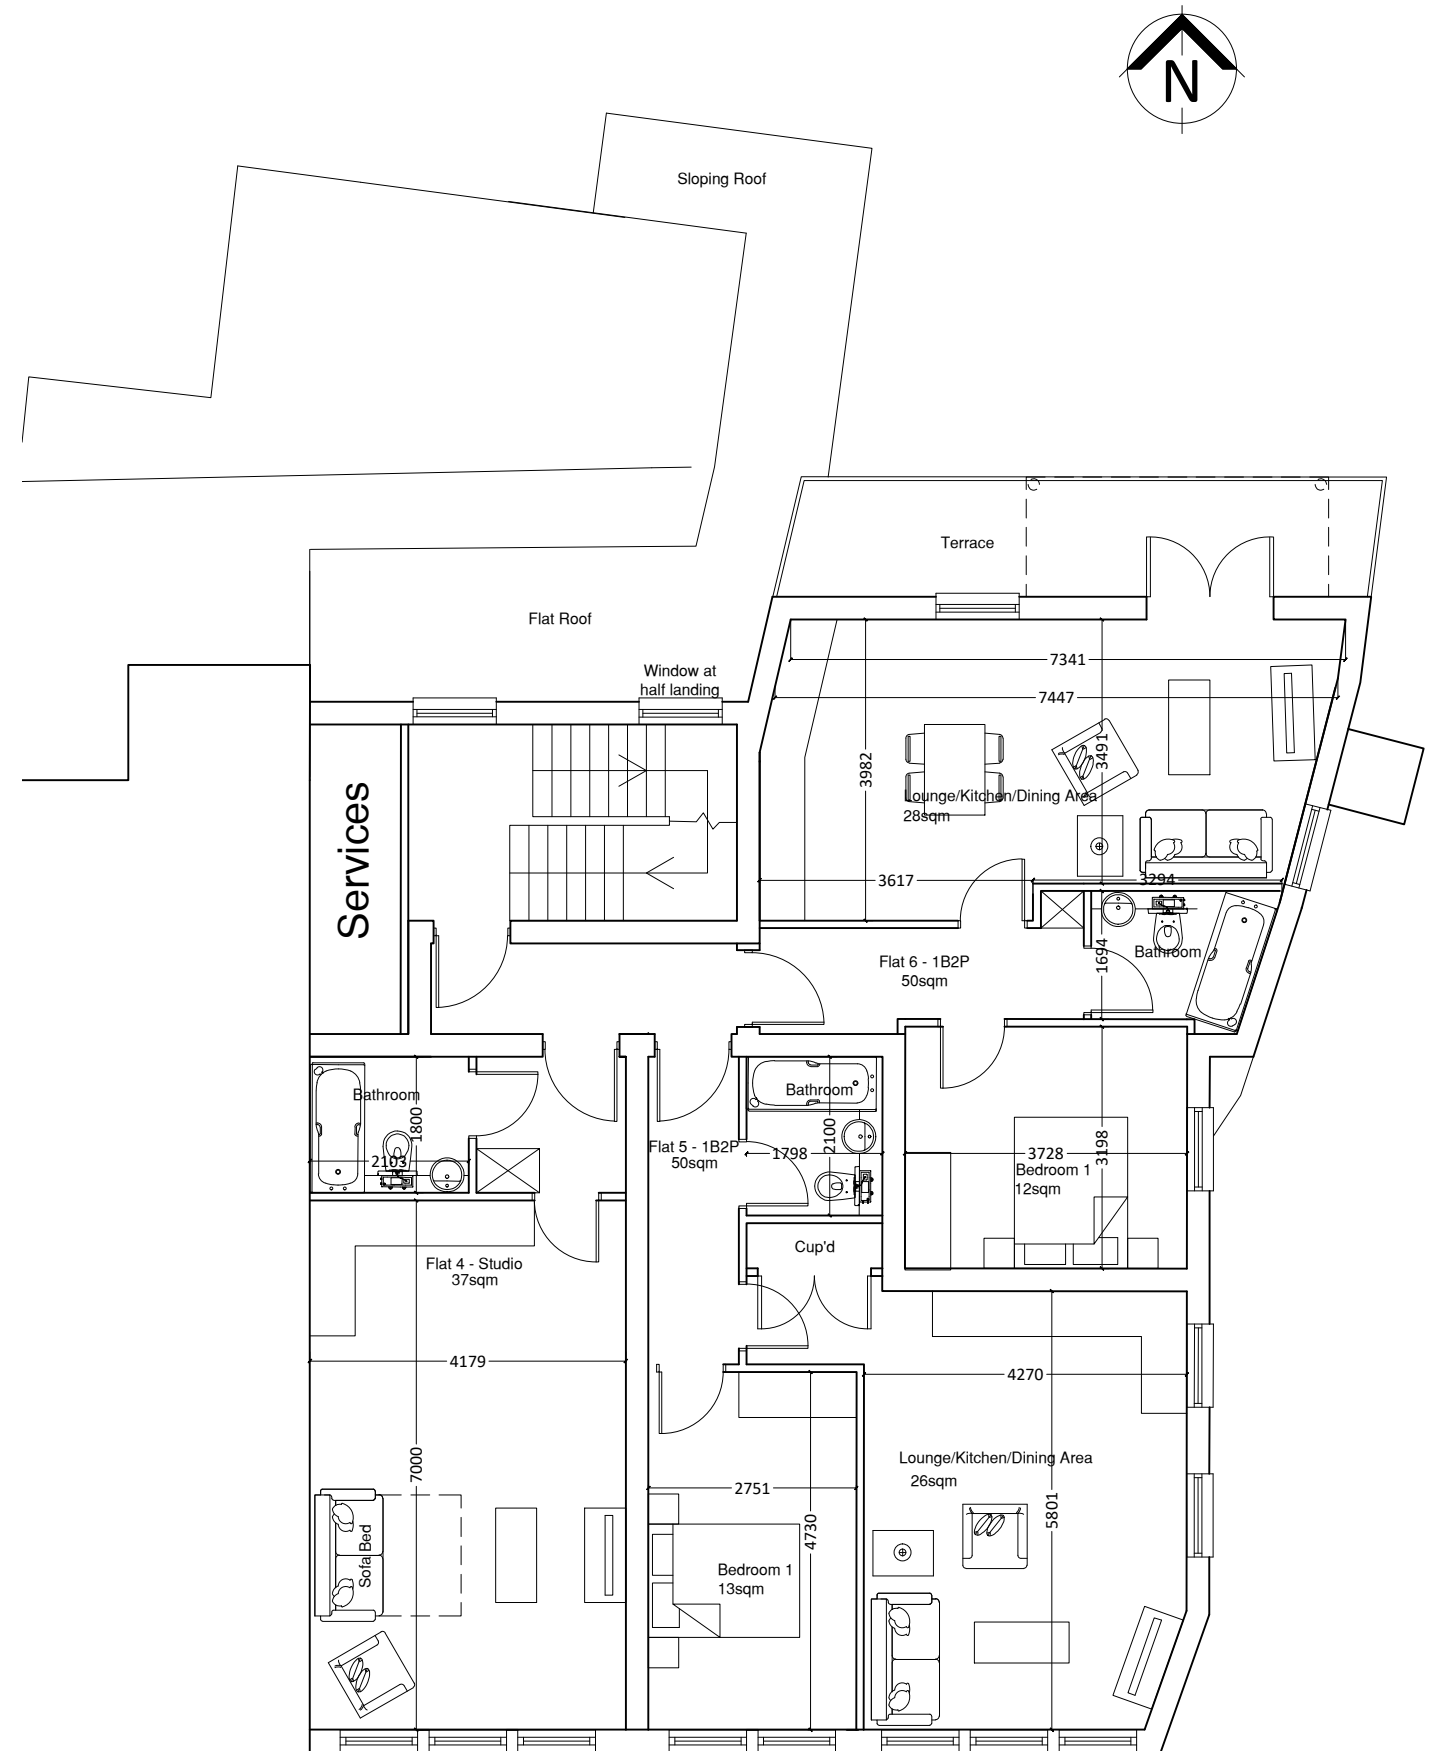 N
Sloping Roof
Terrace
Flat Roof
Window at
half landing
7341
7447
Services
3982
3491
Lounge/Kitchen/Dining Area
28sqm
3617
3294
Flat 6 - 1B2P
50sqm
1694
Bathroom
Bathroom
1800
2103
Flat 5 - 1B2P
50sqm
Bathroom
2100
1798
3728
3198
Bedroom 1
12sqm
Cup'd
Flat 4 - Studio
37sqm
4179
4270
7000
2751
4730
Lounge/Kitchen/Dining Area
26sqm
5801
Sofa Bed
Bedroom 1
13sqm